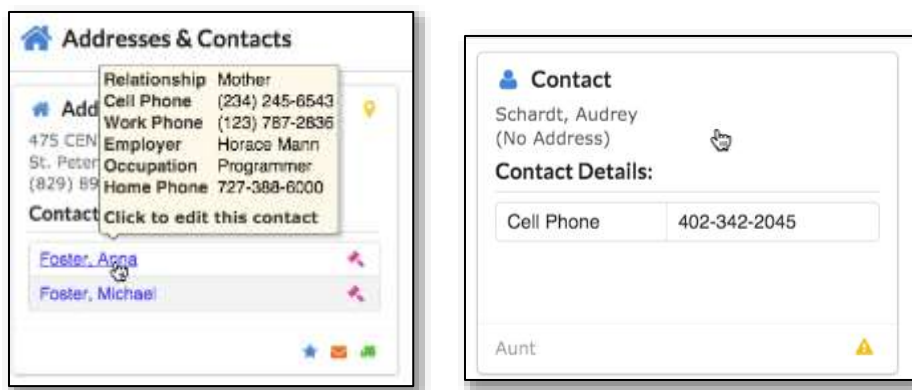 Addresses & Contacts
Relationship Mother
Cell Phone (234) 245-6543
Work Phone (123) 787-2836
Employer Horace Mann
Occupation Programmer
Home Phone 727-388-6000
Click to edit this contact
Add
475 CEN
St. Peter
(829) 89
Contact
Foster, Anna
Foster, Michael
Contact
Schardt, Audrey
(No Address)
Contact Details:
Cell Phone 402-342-2045
Aunt